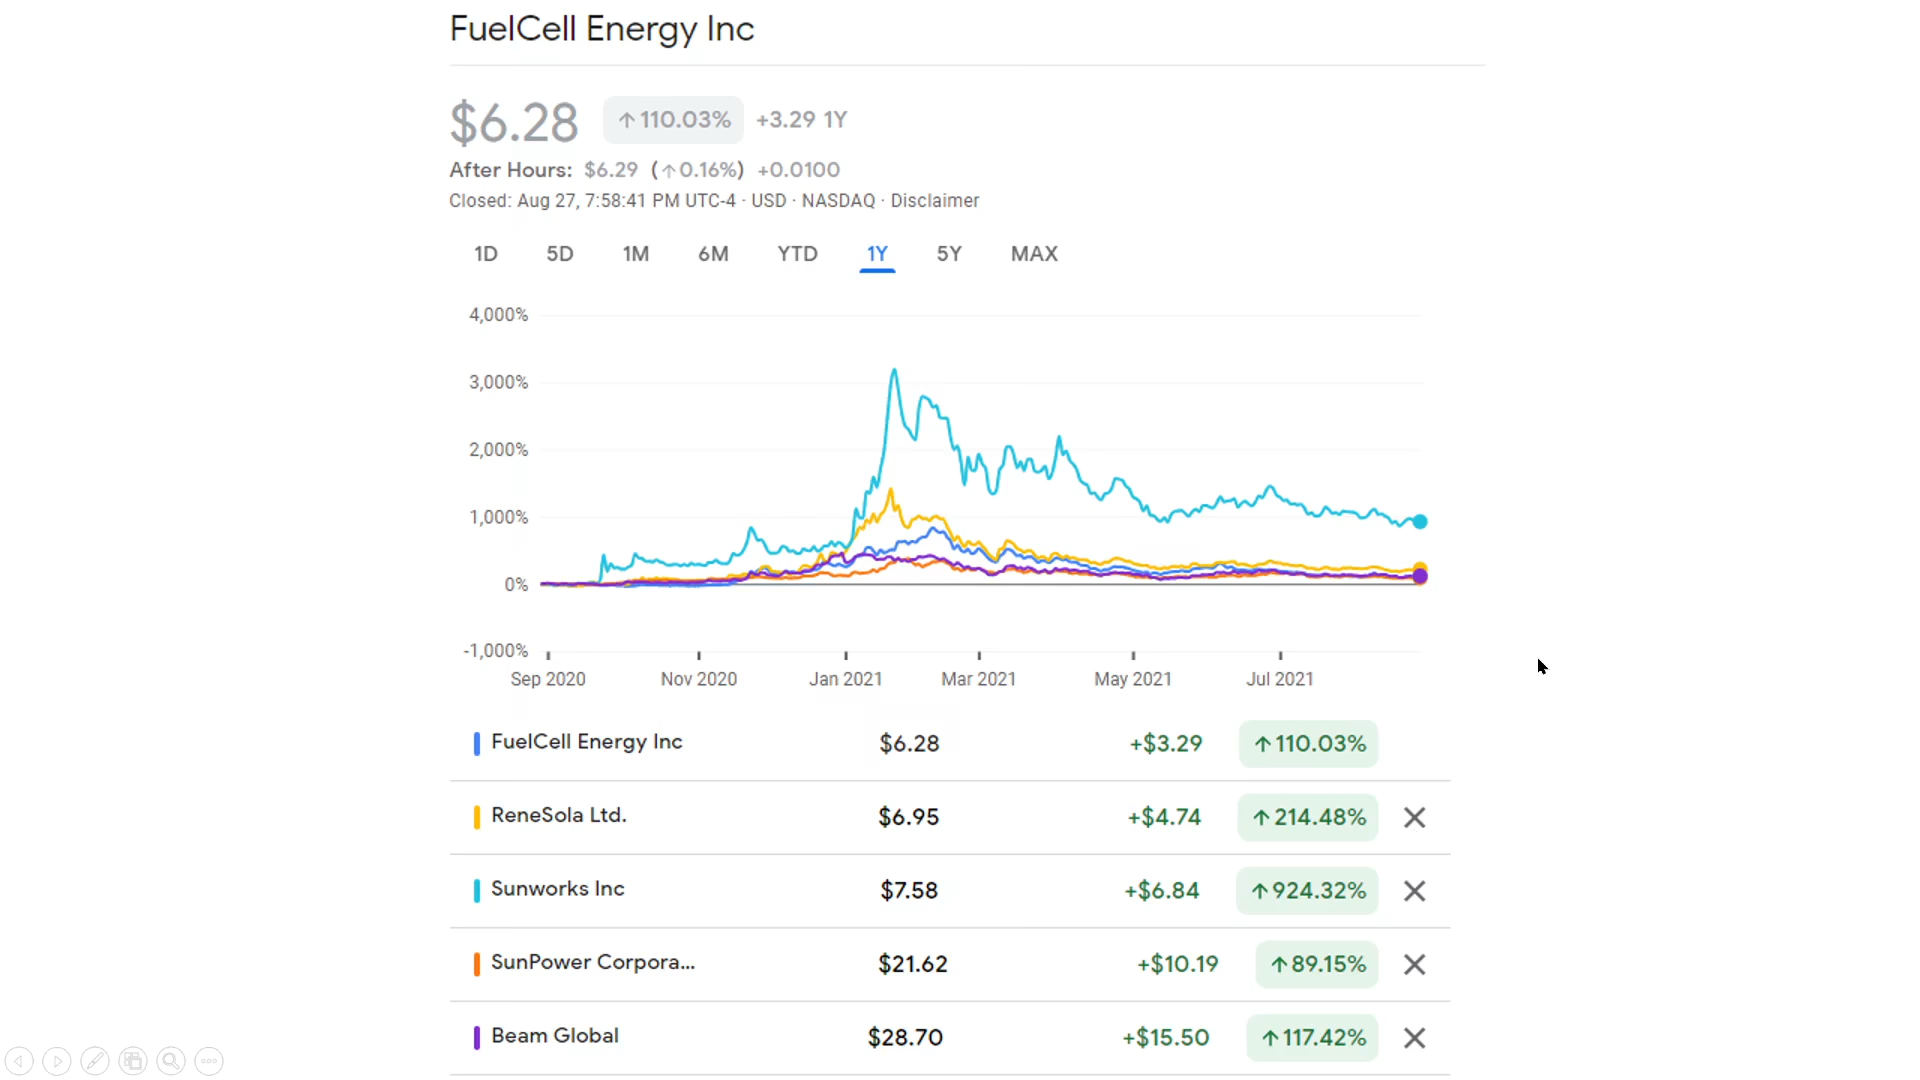 FuelCell Energy Inc
$6.28 ↑110.03% +3.29 1Y
After Hours: $6.29 (↑0.16%) +0.0100
Closed: Aug 27, 7:58:41 PM UTC-4 · USD · NASDAQ · Disclaimer
1D 5D 1M 6M YTD 1Y 5Y MAX
4,000%
3,000%
2,000%
1,000%
0%
-1,000%
Sep 2020 Nov 2020 Jan 2021 Mar 2021 May 2021 Jul 2021
FuelCell Energy Inc $6.28 +$3.29 ↑110.03%
ReneSola Ltd. $6.95 +$4.74 ↑214.48%
Sunworks Inc $7.58 +$6.84 ↑924.32%
SunPower Corpora... $21.62 +$10.19 ↑89.15%
Beam Global $28.70 +$15.50 ↑117.42%